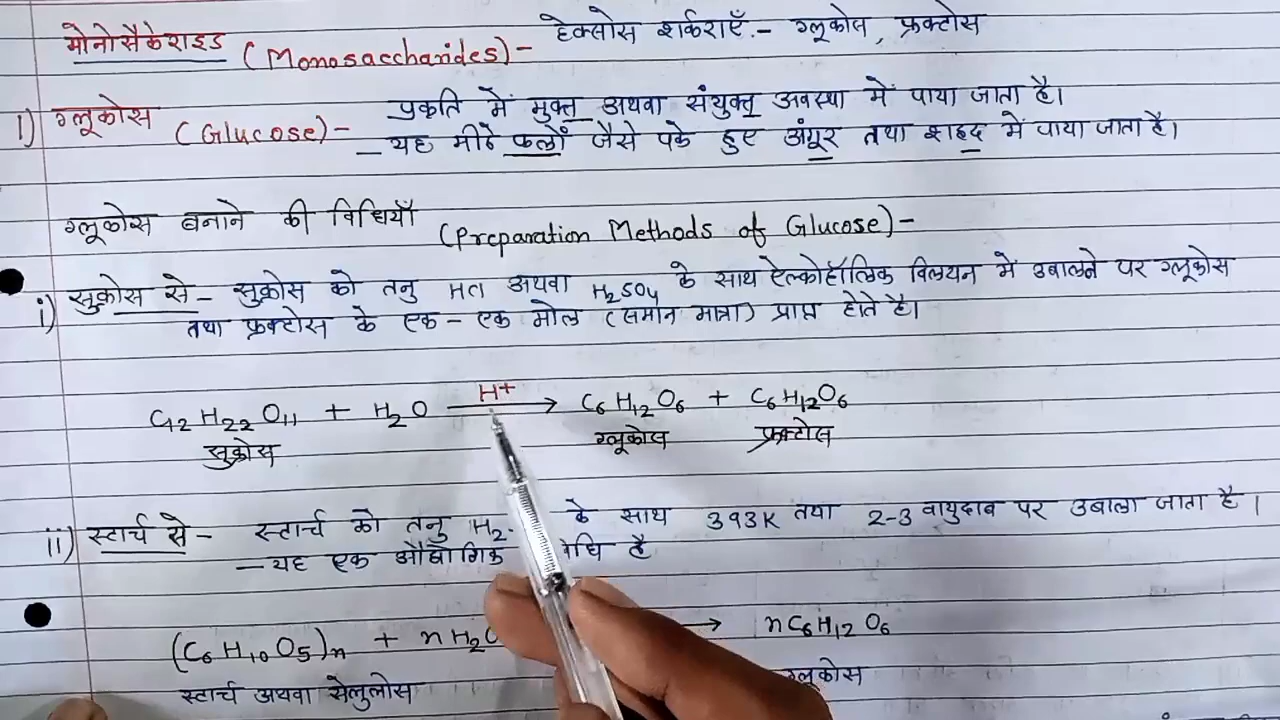 मोनोसैकेराइड (Monosaccharides)- हेक्सोस शर्कराएँ.- ग्लूकोस, फ्रक्टोस
1) ग्लूकोस (Glucose)- प्रकृति में मुक्त अथवा संयुक्त अवस्था में पाया जाता है।
- यह मीठे फलों जैसे पके हुए अंगूर तथा शहद में पाया जाता है।
ग्लूकोस बनाने की विधियाँ (Preparation Methods of Glucose)-
i) सुक्रोस से- सुक्रोस को तनु HCl अथवा H₂SO₄ के साथ ऐल्कोहॉलिक विलयन में उबालने पर ग्लूकोस
तथा फ्रक्टोस के एक-एक मोल (समान मात्रा) प्राप्त होते है।
H⁺
C₁₂H₂₂O₁₁ + H₂O → C₆H₁₂O₆ + C₆H₁₂O₆
सुक्रोस ग्लूकोस फ्रक्टोस
ii) स्टार्च से- स्टार्च को तनु H₂ के साथ 393K तथा 2-3 वायुदाब पर उबाला जाता है।
- यह एक औद्योगिक है
(C₆H₁₀O₅)n + nH₂O → nC₆H₁₂O₆
स्टार्च अथवा सेलुलोस ग्लूकोस